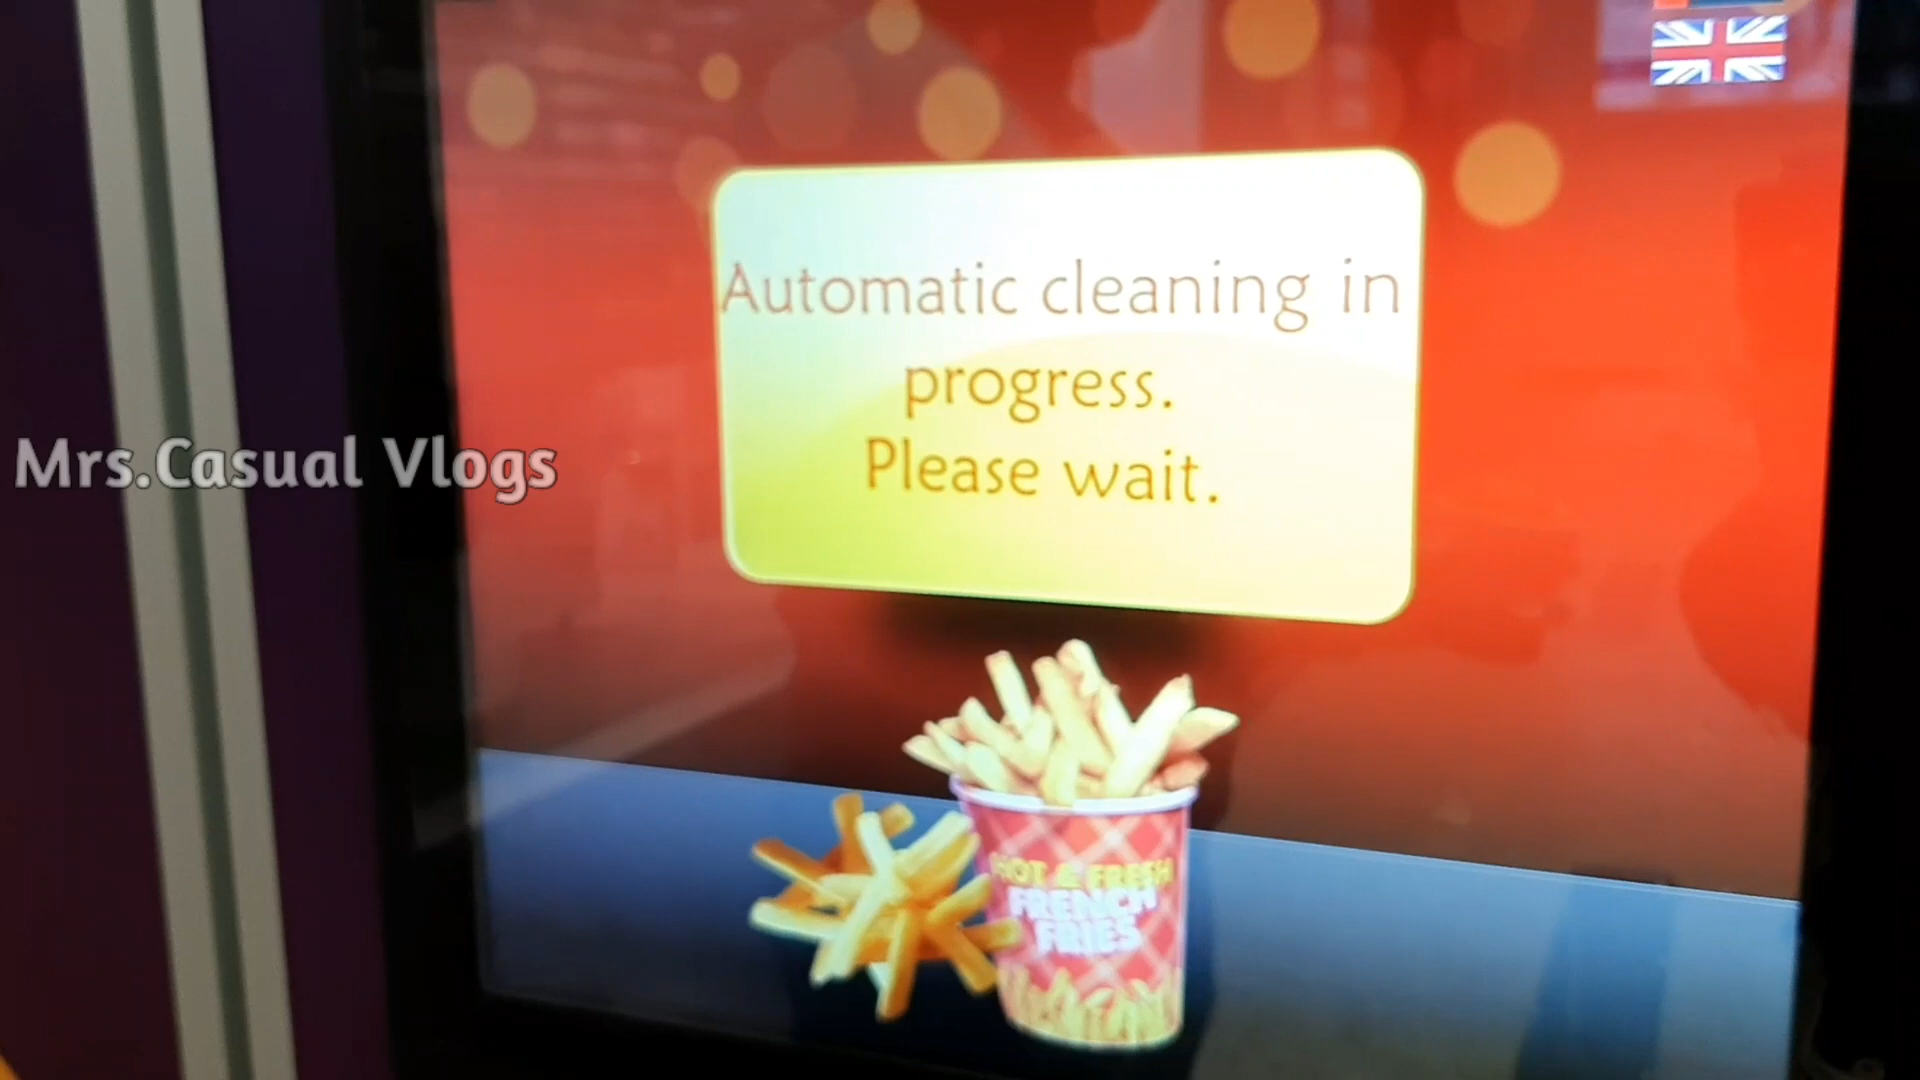 Automatic cleaning in
progress.
Please wait.
Mrs.Casual Vlogs
HOT & FRESH
FRENCH
FRIES